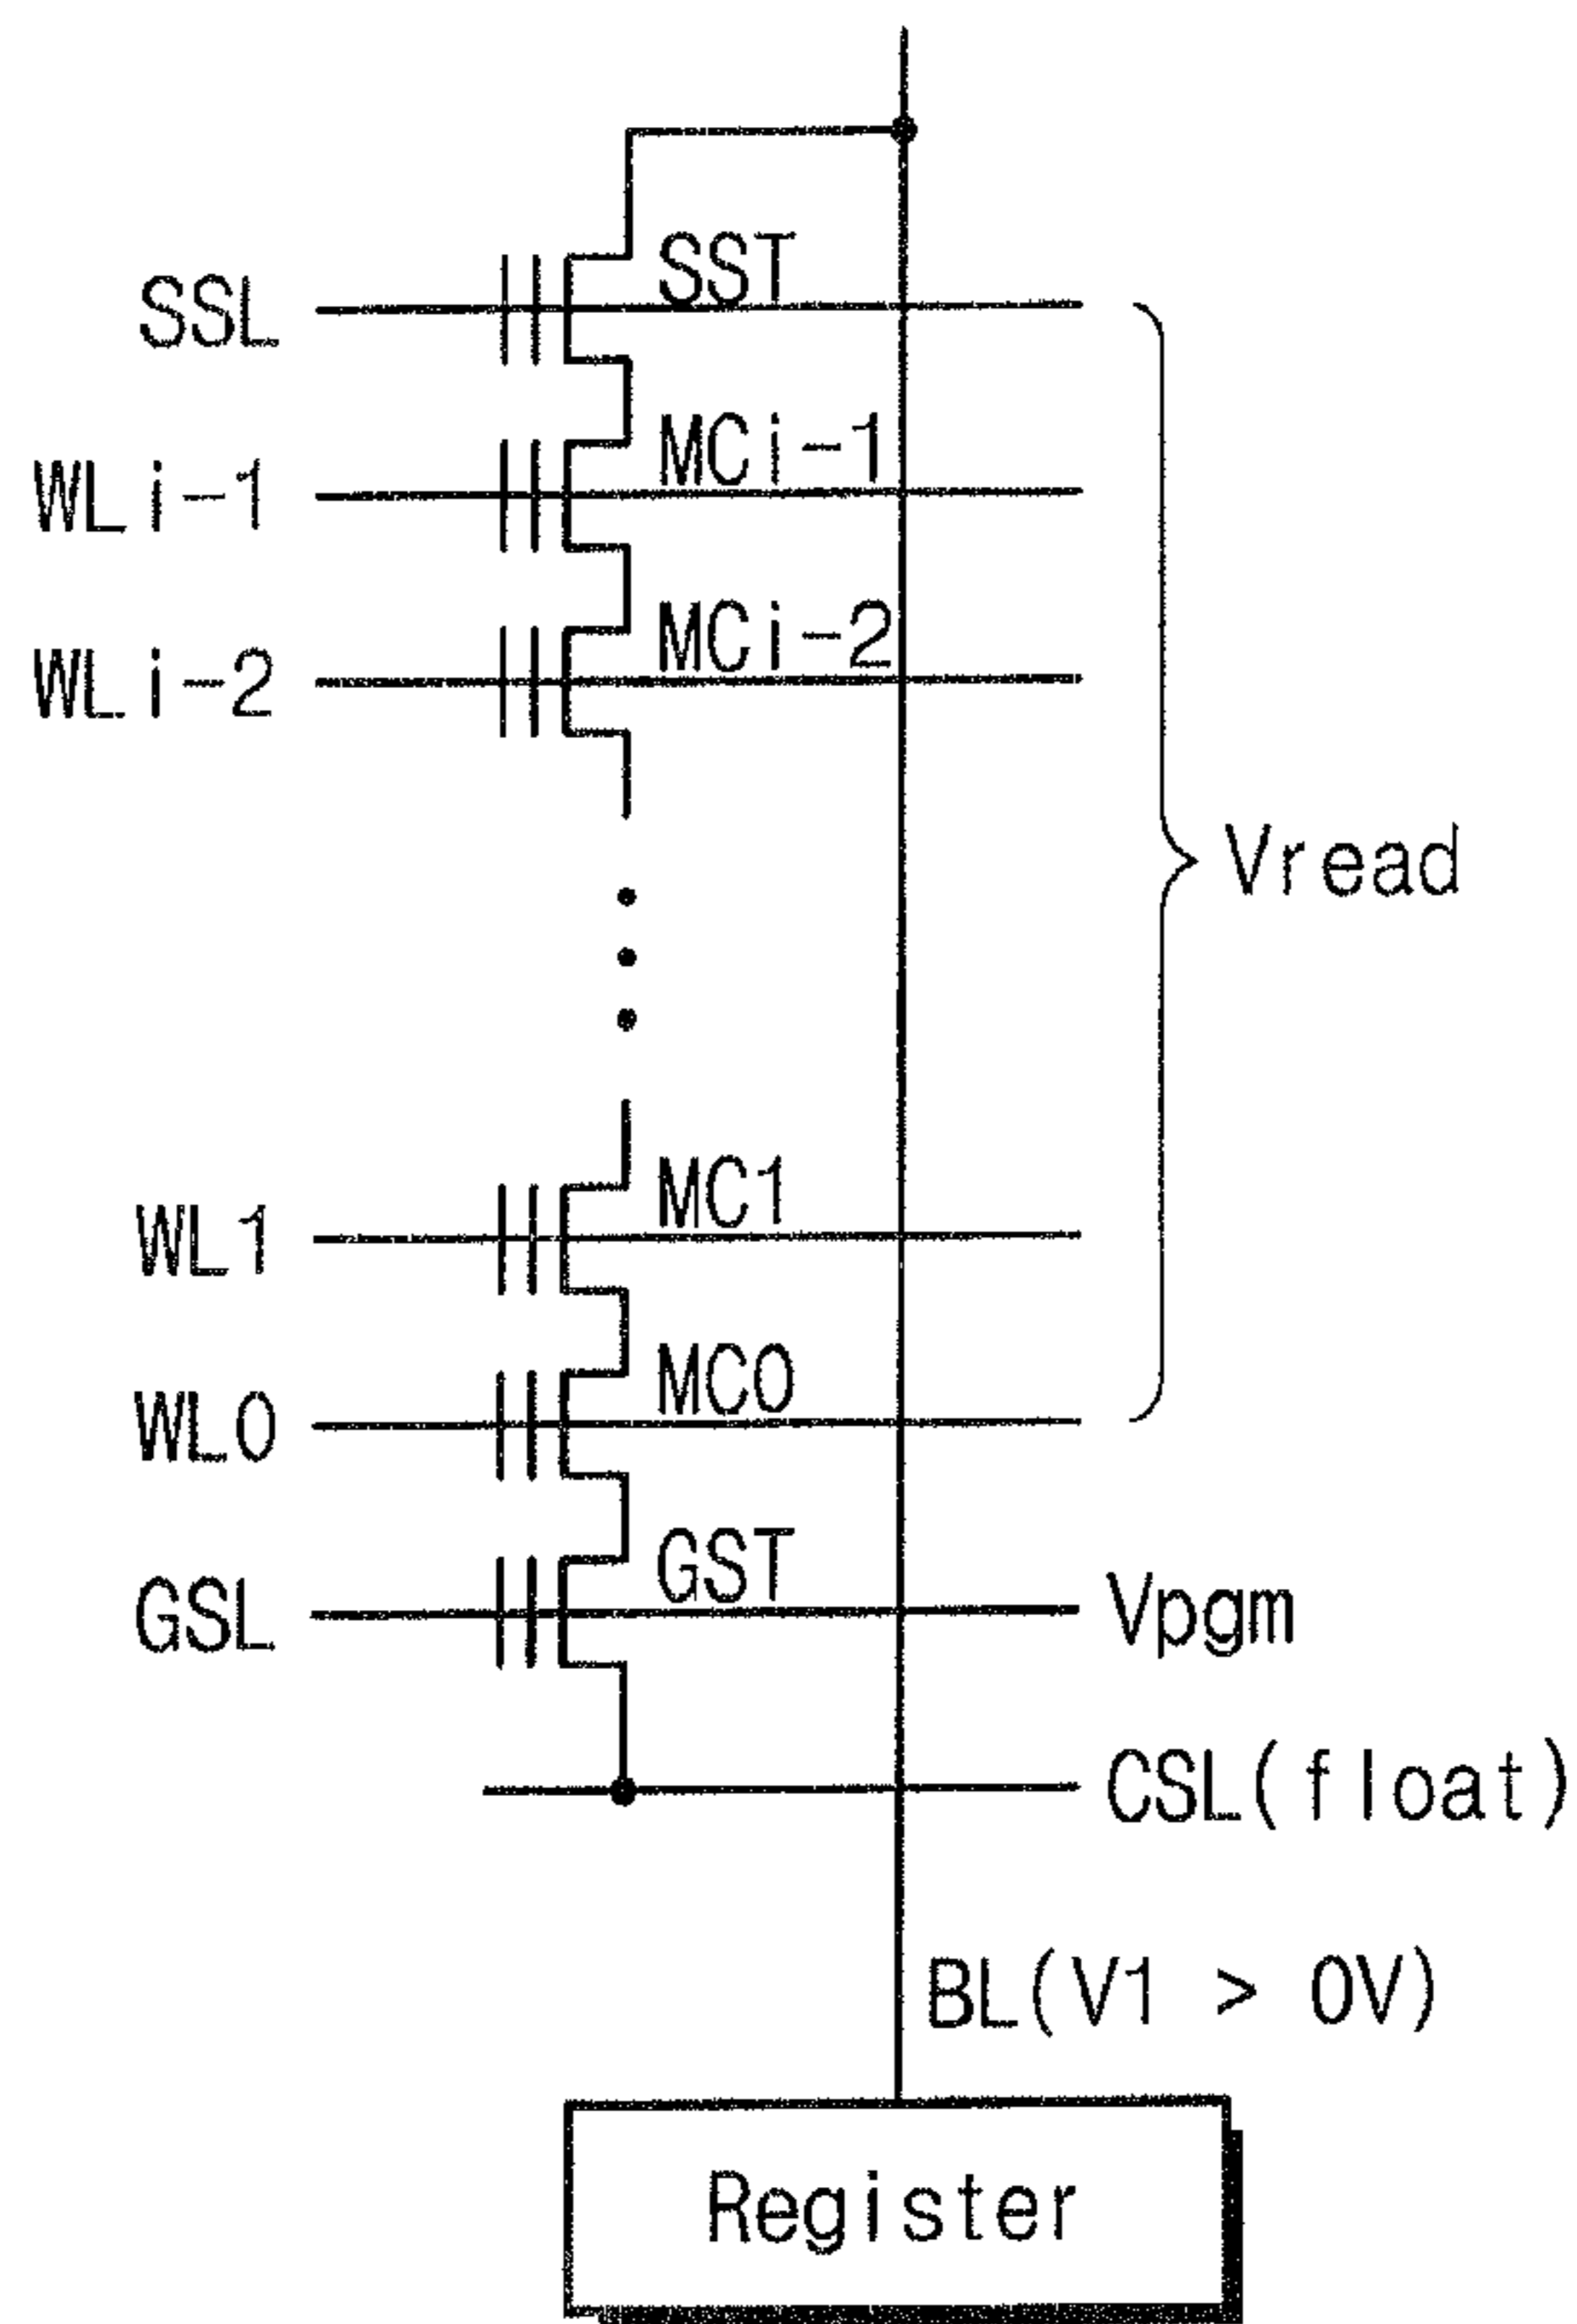 SST
SSL
MCi-1
WLi-1
MCi-2
WLi-2
Vread
MC1
WL1
MC0
WL0
GST
GSL
Vpgm
CSL(float)
BL(V1 > 0V)
Register